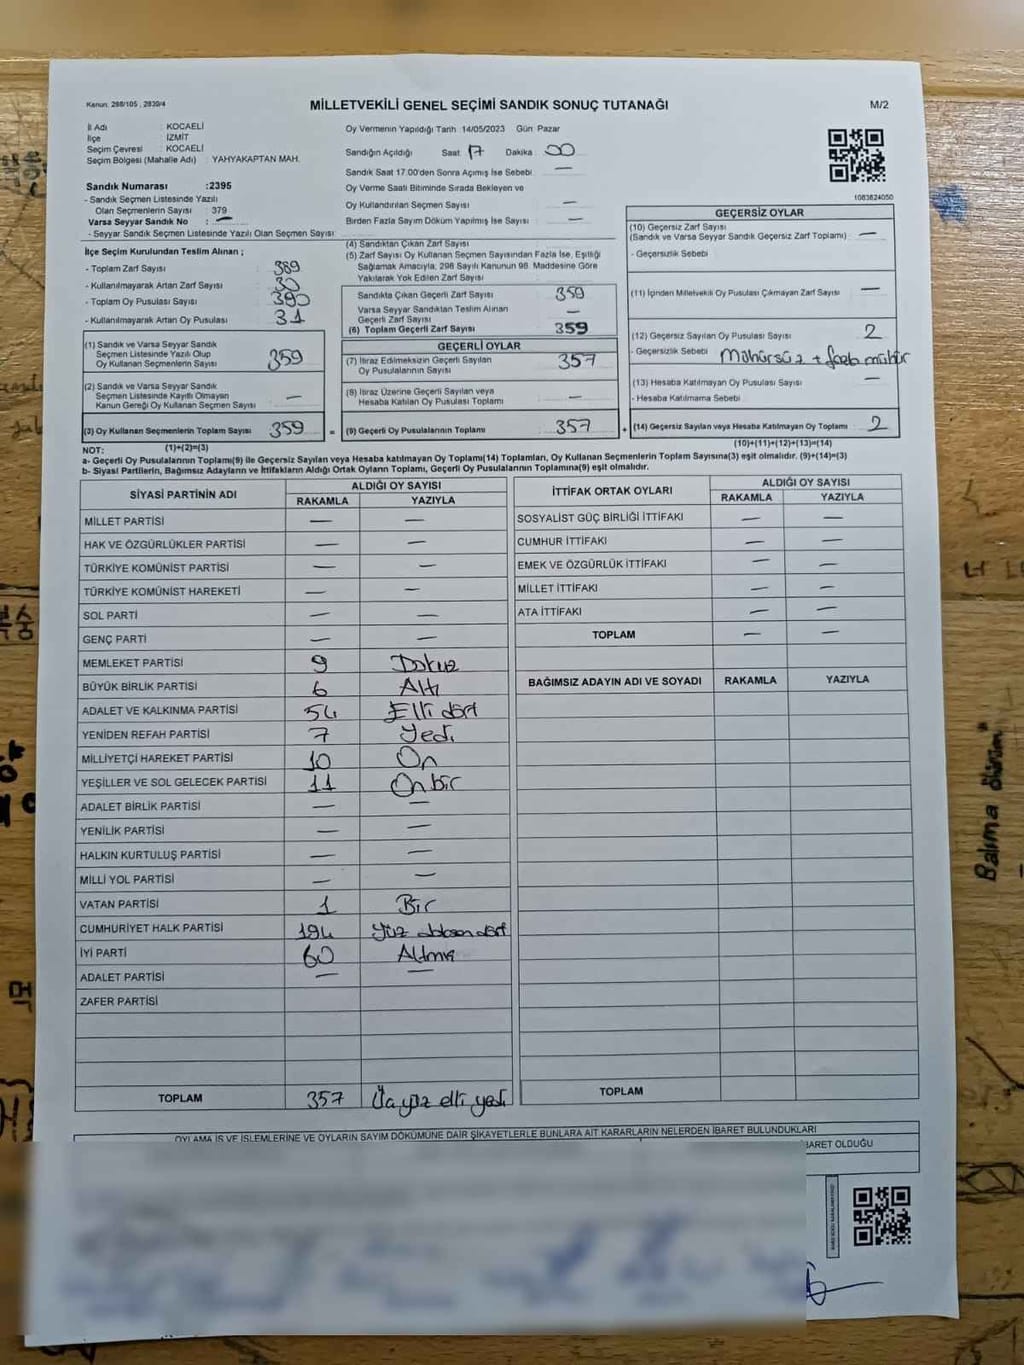 Kanun: 298/105 , 2839/4
MİLLETVEKİLİ GENEL SEÇİMİ SANDIK SONUÇ TUTANAĞI
M/2
İl Adı : KOCAELİ
İlçe : İZMİT
Seçim Çevresi : KOCAELİ
Seçim Bölgesi (Mahalle Adı) : YAHYAKAPTAN MAH.
Sandık Numarası :2395
- Sandık Seçmen Listesinde Yazılı
Olan Seçmenlerin Sayısı : 379
Varsa Seyyar Sandık No : —
- Seyyar Sandık Seçmen Listesinde Yazılı Olan Seçmen Sayısı :
Oy Vermenin Yapıldığı Tarih 14/05/2023 Gün Pazar
Sandığın Açıldığı Saat 17 Dakika 00
Sandık Saat 17:00'den Sonra Açımış İse Sebebi —
Oy Verme Saati Bitiminde Sırada Bekleyen ve
Oy Kullandırılan Seçmen Sayısı : —
Birden Fazla Sayım Döküm Yapılmış İse Sayısı : —
1083824050
İlçe Seçim Kurulundan Teslim Alınan ;
- Toplam Zarf Sayısı : 389
- Kullanılmayarak Artan Zarf Sayısı : 30
- Toplam Oy Pusulası Sayısı : 390
- Kullanılmayarak Artan Oy Pusulası : 31
(1) Sandık ve Varsa Seyyar Sandık
Seçmen Listesinde Yazılı Olup
Oy Kullanan Seçmenlerin Sayısı : 359
(2) Sandık ve Varsa Seyyar Sandık
Seçmen Listesinde Kayıtlı Olmayan
Kanun Gereği Oy Kullanan Seçmen Sayısı : —
(3) Oy Kullanan Seçmenlerin Toplam Sayısı : 359
(1)+(2)=(3)
(4) Sandıktan Çıkan Zarf Sayısı :
(5) Zarf Sayısı Oy Kullanan Seçmen Sayısından Fazla İse, Eşitliği
Sağlamak Amacıyla, 298 Sayılı Kanunun 98. Maddesine Göre
Yakılarak Yok Edilen Zarf Sayısı :
Sandıkta Çıkan Geçerli Zarf Sayısı : 359
Varsa Seyyar Sandıktan Teslim Alınan
Geçerli Zarf Sayısı : —
(6) Toplam Geçerli Zarf Sayısı : 359
GEÇERLİ OYLAR
(7) İtiraz Edilmeksizin Geçerli Sayılan
Oy Pusulalarının Sayısı : 357
(8) İtiraz Üzerine Geçerli Sayılan veya
Hesaba Katılan Oy Pusulası Toplamı : —
= (9) Geçerli Oy Pusulalarının Toplamı : 357
GEÇERSİZ OYLAR
(10) Geçersiz Zarf Sayısı
(Sandık ve Varsa Seyyar Sandık Geçersiz Zarf Toplamı) : —
- Geçersizlik Sebebi :
(11) İçinden Milletvekili Oy Pusulası Çıkmayan Zarf Sayısı : —
(12) Geçersiz Sayılan Oy Pusulası Sayısı : 2
- Geçersizlik Sebebi : Mühürsüz + fazla mühür
(13) Hesaba Katılmayan Oy Pusulası Sayısı : —
- Hesaba Katılmama Sebebi :
+ (14) Geçersiz Sayılan veya Hesaba Katılmayan Oy Toplamı : 2
(10)+(11)+(12)+(13)=(14)
NOT:
a- Geçerli Oy Pusulalarının Toplamı(9) ile Geçersiz Sayılan veya Hesaba katılmayan Oy Toplamı(14) Toplamları, Oy Kullanan Seçmenlerin Toplam Sayısına(3) eşit olmalıdır. (9)+(14)=(3)
b- Siyasi Partilerin, Bağımsız Adayların ve İttifakların Aldığı Ortak Oyların Toplamı, Geçerli Oy Pusulalarının Toplamına(9) eşit olmalıdır.
SİYASİ PARTİNİN ADI ALDIĞI OY SAYISI
RAKAMLA YAZIYLA
MİLLET PARTİSİ — —
HAK VE ÖZGÜRLÜKLER PARTİSİ — —
TÜRKİYE KOMÜNİST PARTİSİ — —
TÜRKİYE KOMÜNİST HAREKETİ — —
SOL PARTİ — —
GENÇ PARTİ — —
MEMLEKET PARTİSİ 9 Dokuz
BÜYÜK BİRLİK PARTİSİ 6 Altı
ADALET VE KALKINMA PARTİSİ 54 Elli dört
YENİDEN REFAH PARTİSİ 7 Yedi
MİLLİYETÇİ HAREKET PARTİSİ 10 On
YEŞİLLER VE SOL GELECEK PARTİSİ 11 On bir
ADALET BİRLİK PARTİSİ — —
YENİLİK PARTİSİ — —
HALKIN KURTULUŞ PARTİSİ — —
MİLLİ YOL PARTİSİ — —
VATAN PARTİSİ 1 Bir
CUMHURİYET HALK PARTİSİ 194 Yüz doksan dört
İYİ PARTİ 60 Altmış
ADALET PARTİSİ — —
ZAFER PARTİSİ
TOPLAM 357 Üç yüz elli yedi
İTTİFAK ORTAK OYLARI ALDIĞI OY SAYISI
RAKAMLA YAZIYLA
SOSYALİST GÜÇ BİRLİĞİ İTTİFAKI — —
CUMHUR İTTİFAKI — —
EMEK VE ÖZGÜRLÜK İTTİFAKI — —
MİLLET İTTİFAKI — —
ATA İTTİFAKI — —
TOPLAM — —
BAĞIMSIZ ADAYIN ADI VE SOYADI RAKAMLA YAZIYLA
TOPLAM
OYLAMA İŞ VE İŞLEMLERİNE VE OYLARIN SAYIM DÖKÜMÜNE DAİR ŞİKAYETLERLE BUNLARA AİT KARARLARIN NELERDEN İBARET BULUNDUKLARI
BARET OLDUĞU
Balıma ölürüm